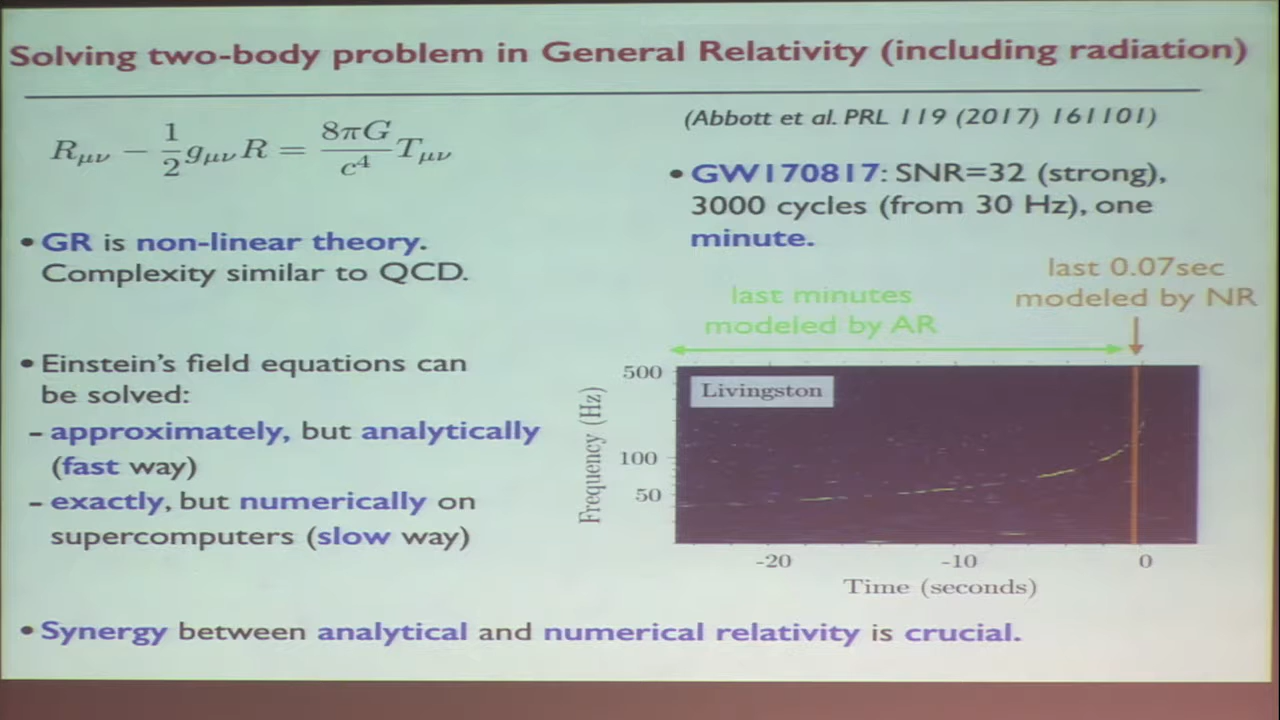 Solving two-body problem in General Relativity (including radiation)
R_{μν} − \frac{1}{2} g_{μν} R = \frac{8πG}{c^4} T_{μν}
• GR is non-linear theory.
Complexity similar to QCD.
• Einstein's field equations can
be solved:
- approximately, but analytically
(fast way)
- exactly, but numerically on
supercomputers (slow way)
(Abbott et al. PRL 119 (2017) 161101)
• GW170817: SNR=32 (strong),
3000 cycles (from 30 Hz), one
minute.
last 0.07sec
modeled by NR
last minutes
modeled by AR
500
Livingston
100
50
Frequency (Hz)
-20 -10 0
Time (seconds)
• Synergy between analytical and numerical relativity is crucial.